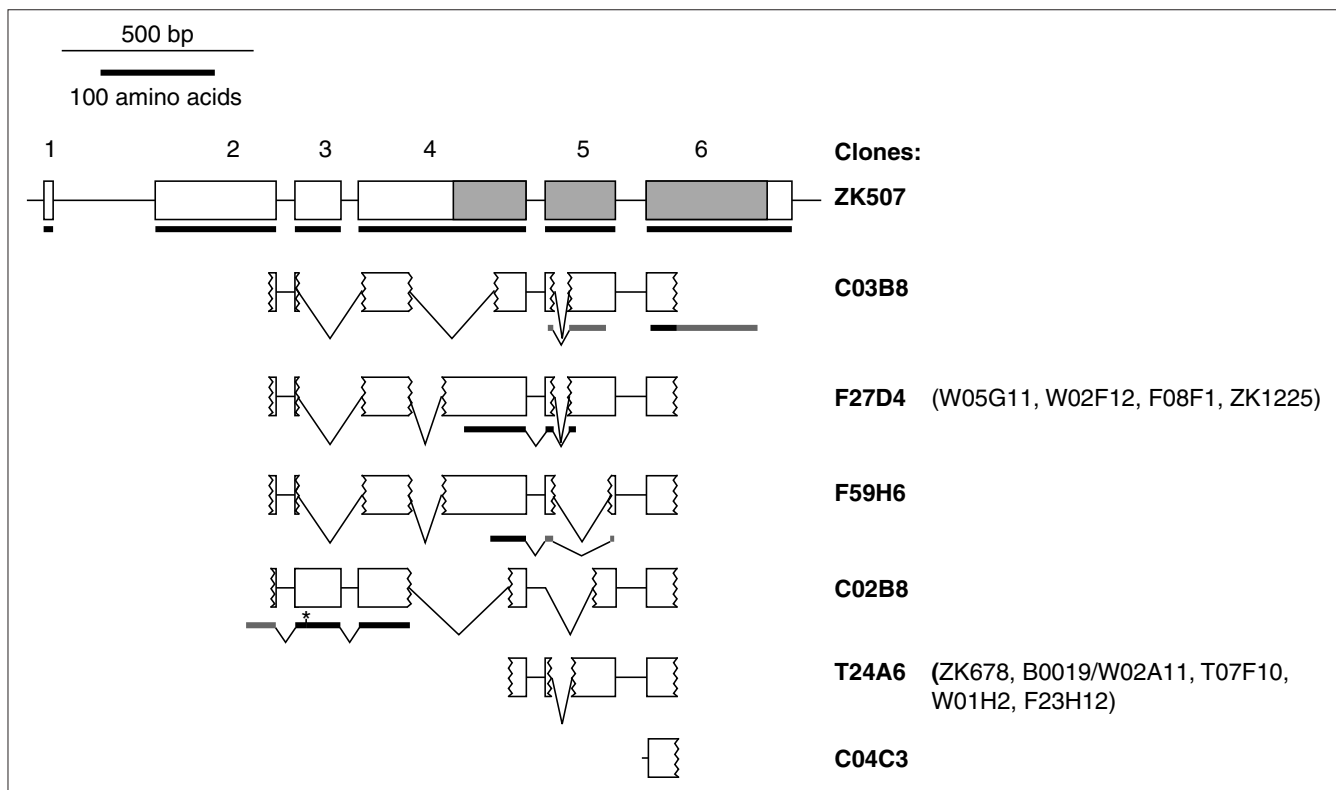 500 bp
100 amino acids
1 2 3 4 5 6 Clones:
ZK507
C03B8
F27D4 (W05G11, W02F12, F08F1, ZK1225)
F59H6
C02B8
*
T24A6 (ZK678, B0019/W02A11, T07F10,
W01H2, F23H12)
C04C3